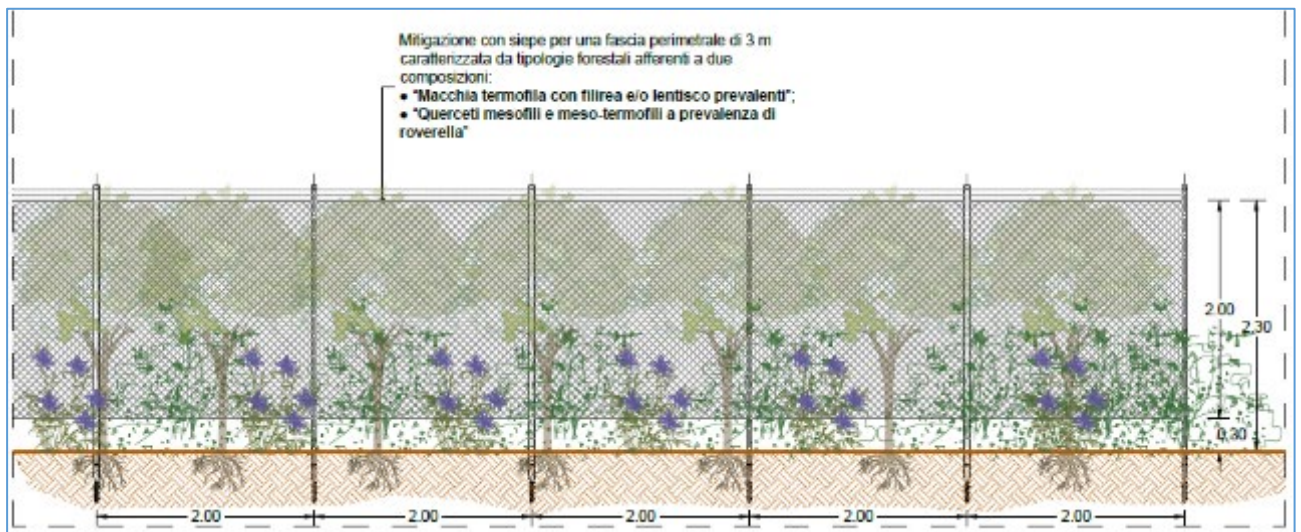 Mitigazione con siepe per una fascia perimetrale di 3 m
caratterizzata da tipologie forestali afferenti a due
composizioni:
● "Macchia termofila con filirea e/o lentisco prevalenti";
● "Querceti mesofili e meso-termofili a prevalenza di
roverella"
2.00
2.30
0.30
2.00
2.00
2.00
2.00
2.00